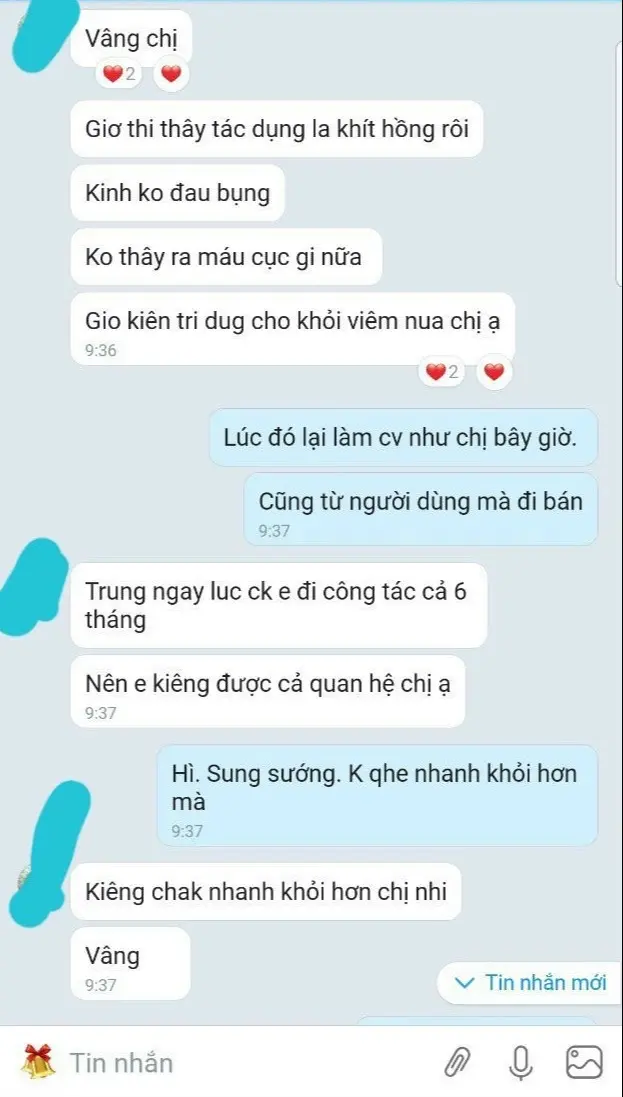 Vâng chị
2
Giơ thi thây tác dụng la khít hồng rôi
Kinh ko đau bụng
Ko thây ra máu cục gi nữa
Gio kiên tri dug cho khỏi viêm nua chị ạ
9:36
2
Lúc đó lại làm cv như chị bây giờ.
Cũng từ người dùng mà đi bán
9:37
Trung ngay luc ck e đi công tác cả 6
tháng
Nên e kiêng được cả quan hệ chị ạ
9:37
Hì. Sung sướng. K qhe nhanh khỏi hơn
mà
9:37
Kiêng chak nhanh khỏi hơn chị nhi
Vâng
9:37
Tin nhắn mới
Tin nhắn